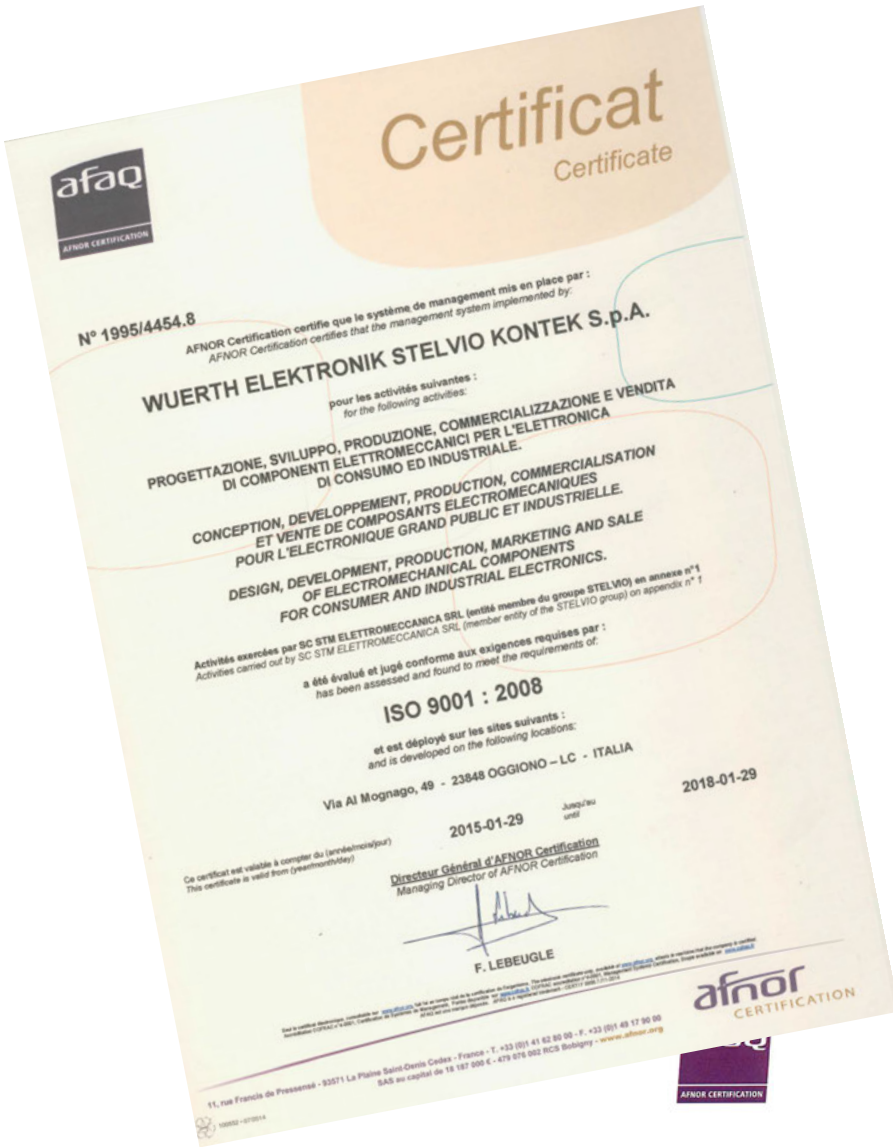 Certificat
Certificate
afaq
AFNOR CERTIFICATION
N° 1995/4454.8
AFNOR Certification certifie que le système de management mis en place par :
AFNOR Certification certifies that the management system implemented by:
WUERTH ELEKTRONIK STELVIO KONTEK S.p.A.
pour les activités suivantes :
for the following activities:
PROGETTAZIONE, SVILUPPO, PRODUZIONE, COMMERCIALIZZAZIONE E VENDITA
DI COMPONENTI ELETTROMECCANICI PER L'ELETTRONICA
DI CONSUMO ED INDUSTRIALE.
CONCEPTION, DEVELOPPEMENT, PRODUCTION, COMMERCIALISATION
ET VENTE DE COMPOSANTS ELECTROMECANIQUES
POUR L'ELECTRONIQUE GRAND PUBLIC ET INDUSTRIELLE.
DESIGN, DEVELOPMENT, PRODUCTION, MARKETING AND SALE
OF ELECTROMECHANICAL COMPONENTS
FOR CONSUMER AND INDUSTRIAL ELECTRONICS.
Activités exercées par SC STM ELETTROMECCANICA SRL (entité membre du groupe STELVIO) en annexe n°1
Activities carried out by SC STM ELETTROMECCANICA SRL (member entity of the STELVIO group) on appendix n° 1
a été évalué et jugé conforme aux exigences requises par :
has been assessed and found to meet the requirements of:
ISO 9001 : 2008
et est déployé sur les sites suivants :
and is developed on the following locations:
Via Al Mognago, 49 - 23848 OGGIONO – LC - ITALIA
Ce certificat est valable à compter du (année/mois/jour)
This certificate is valid from (year/month/day)
2015-01-29
Jusqu'au
until
2018-01-29
Directeur Général d'AFNOR Certification
Managing Director of AFNOR Certification
F. LEBEUGLE
afnor
CERTIFICATION
11, rue Francis de Pressensé - 93571 La Plaine Saint-Denis Cedex - France - T. +33 (0)1 41 62 80 00 - F. +33 (0)1 49 17 90 00
SAS au capital de 18 187 000 € - 479 076 002 RCS Bobigny - www.afnor.org
AFNOR CERTIFICATION